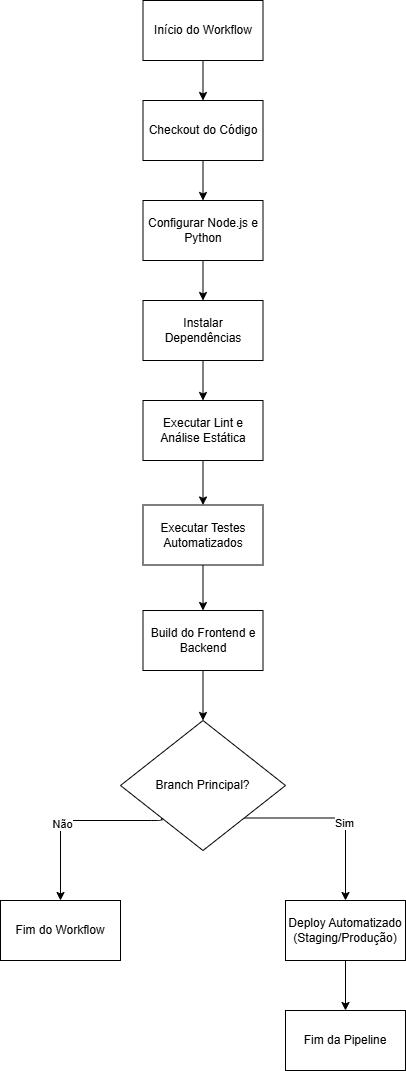 Início do Workflow
Checkout do Código
Configurar Node.js e
Python
Instalar
Dependências
Executar Lint e
Análise Estática
Executar Testes
Automatizados
Build do Frontend e
Backend
Branch Principal?
Não
Sim
Fim do Workflow
Deploy Automatizado
(Staging/Produção)
Fim da Pipeline